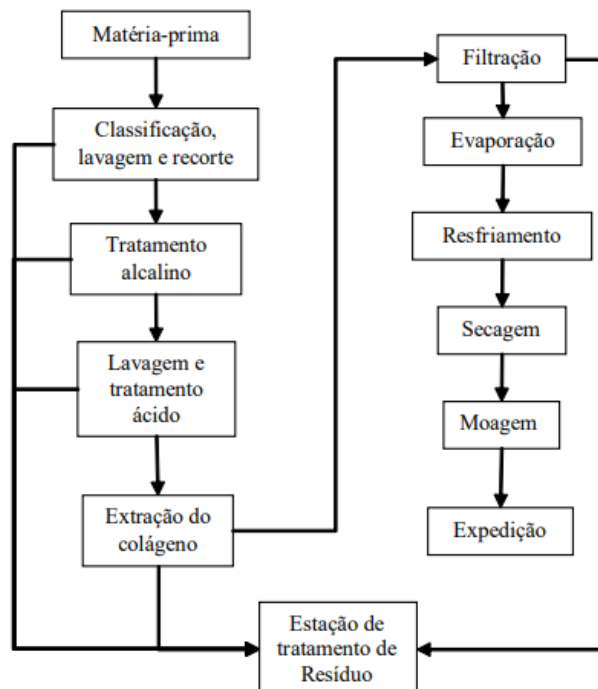 Matéria-prima
Classificação,
lavagem e recorte
Tratamento
alcalino
Lavagem e
tratamento
ácido
Extração do
colágeno
Filtração
Evaporação
Resfriamento
Secagem
Moagem
Expedição
Estação de
tratamento de
Resíduo